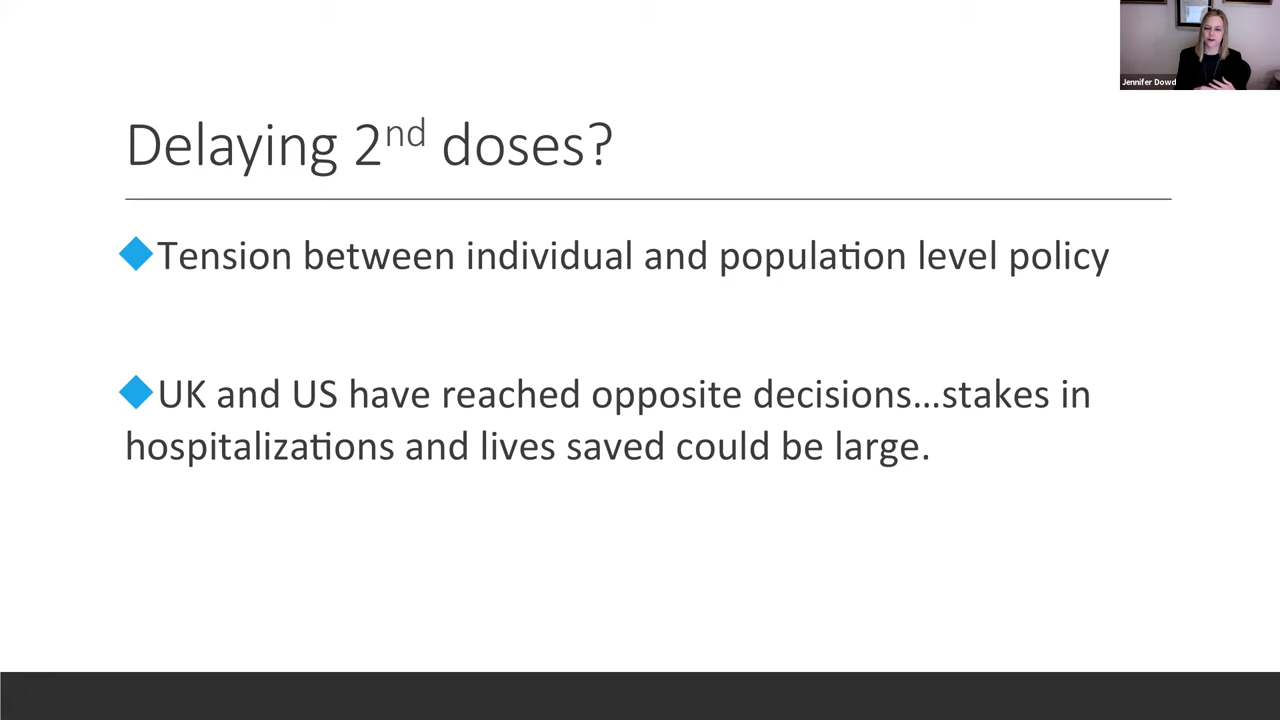 Jennifer Dowd
Delaying 2nd doses?
Tension between individual and population level policy
UK and US have reached opposite decisions...stakes in
hospitalizations and lives saved could be large.